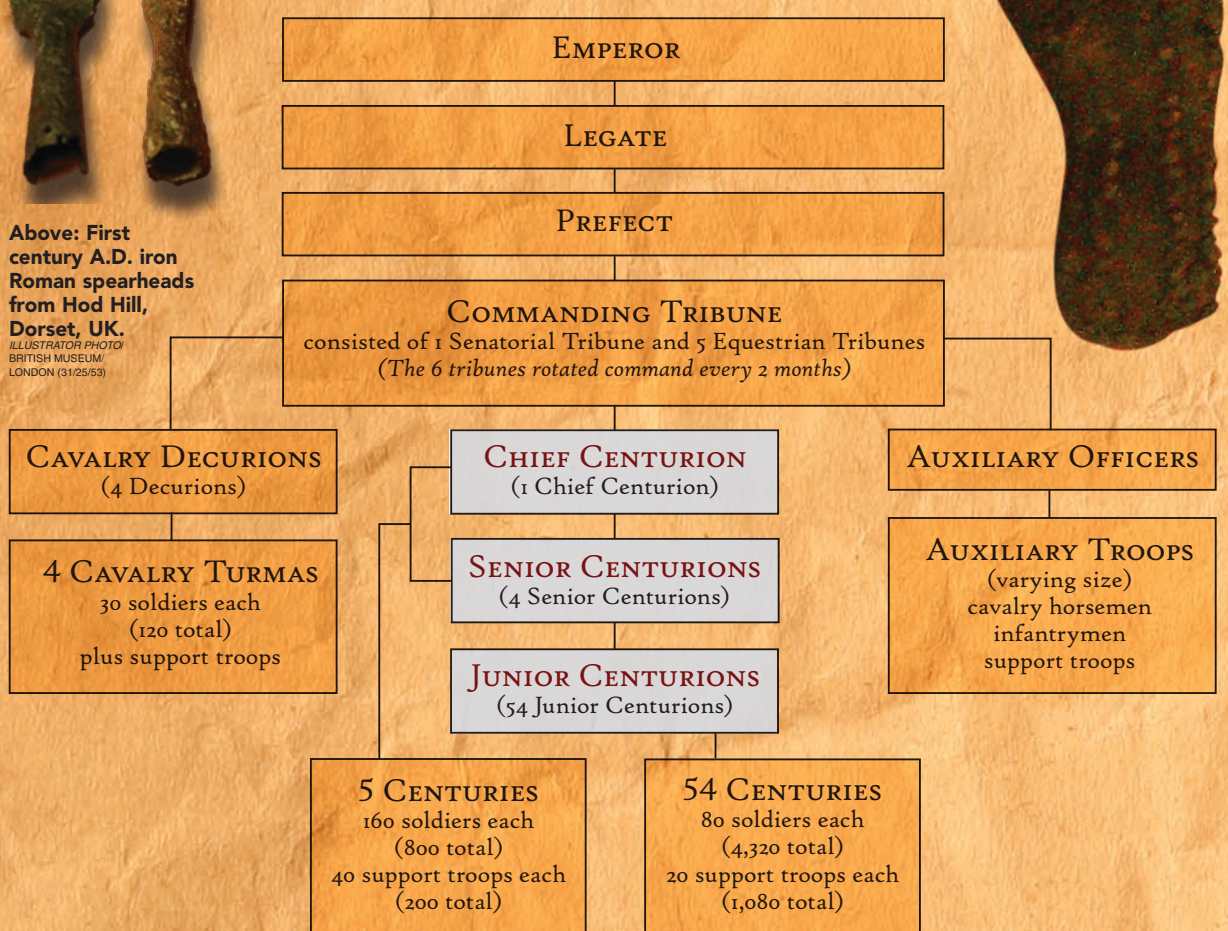 Emperor
Legate
Prefect
Above: First
century A.D. iron
Roman spearheads
from Hod Hill,
Dorset, UK.
ILLUSTRATOR PHOTO/
BRITISH MUSEUM/
LONDON (31/25/53)
Commanding Tribune
consisted of 1 Senatorial Tribune and 5 Equestrian Tribunes
(The 6 tribunes rotated command every 2 months)
Cavalry Decurions
(4 Decurions)
4 Cavalry Turmas
30 soldiers each
(120 total)
plus support troops
Chief Centurion
(1 Chief Centurion)
Senior Centurions
(4 Senior Centurions)
Junior Centurions
(54 Junior Centurions)
Auxiliary Officers
Auxiliary Troops
(varying size)
cavalry horsemen
infantrymen
support troops
5 Centuries
160 soldiers each
(800 total)
40 support troops each
(200 total)
54 Centuries
80 soldiers each
(4,320 total)
20 support troops each
(1,080 total)